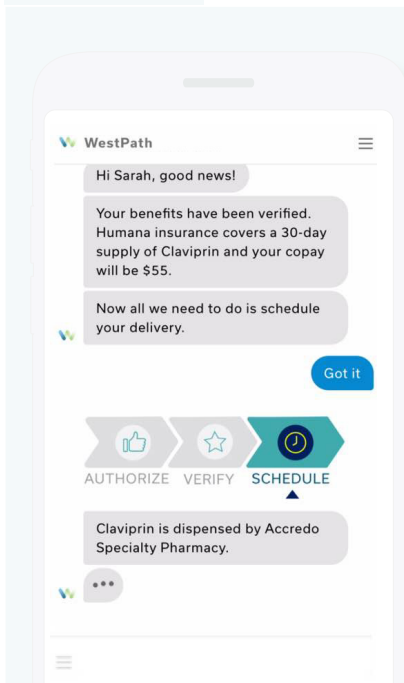 WestPath
Hi Sarah, good news!
Your benefits have been verified.
Humana insurance covers a 30-day
supply of Claviprin and your copay
will be $55.
Now all we need to do is schedule
your delivery.
Got it
AUTHORIZE VERIFY SCHEDULE
Claviprin is dispensed by Accredo
Specialty Pharmacy.